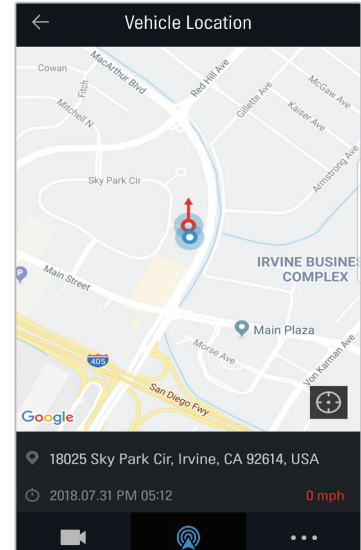 Vehicle Location
Cowan
MacArthur Blvd
Fitch
Mitchell N
Red Hill Ave
Gillette Ave
McGaw Ave
Kaiser Ave
Armstrong Ave
Sky Park Cir
IRVINE BUSINES
COMPLEX
P
Main Street
Main Plaza
Morse Ave
Von Karman Ave
405
San Diego Fwy
Google
18025 Sky Park Cir, Irvine, CA 92614, USA
2018.07.31 PM 05:12
0 mph